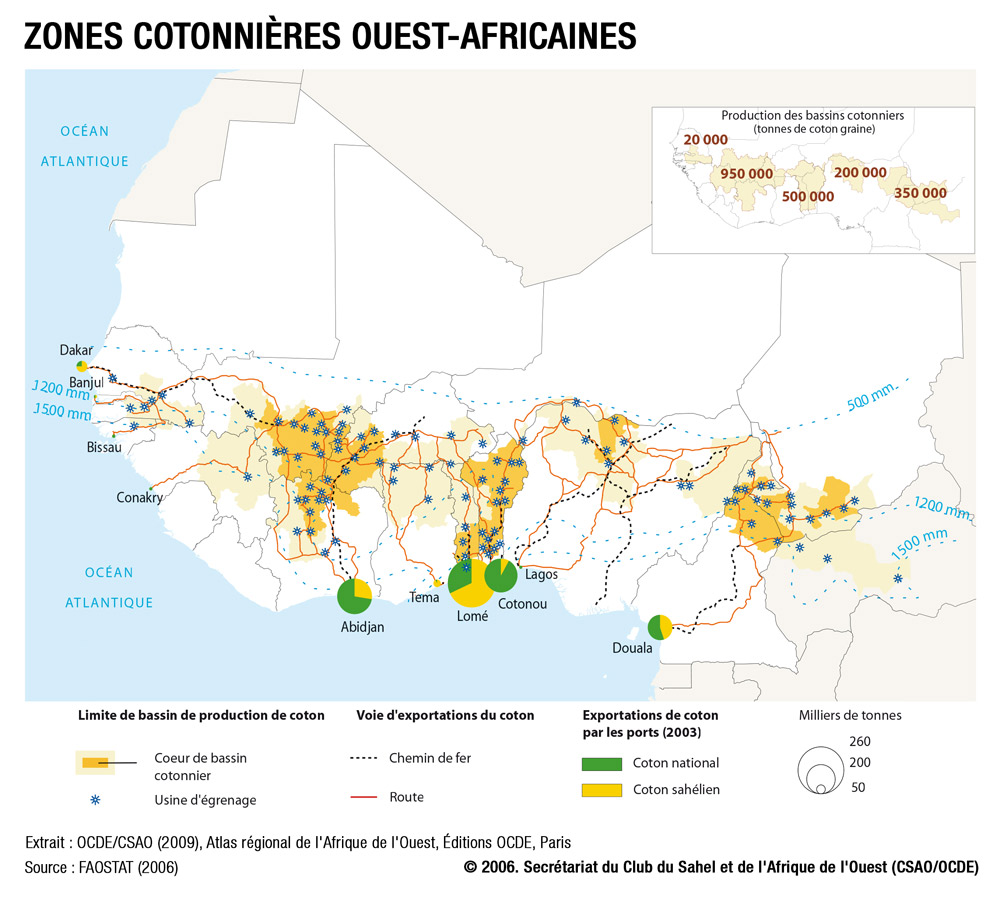 ZONES COTONNIÈRES OUEST-AFRICAINES
OCÉAN
ATLANTIQUE
Production des bassins cotonniers
(tonnes de coton graine)
20 000
950 000
200 000
500 000
350 000
Dakar
Banjul
1200 mm
1500 mm
Bissau
Conakry
500 mm
1200 mm
1500 mm
OCÉAN
ATLANTIQUE
Abidjan
Tema
Lomé
Cotonou
Lagos
Douala
Limite de bassin de production de coton
Coeur de bassin
cotonnier
Usine d'égrenage
Voie d'exportations du coton
Chemin de fer
Route
Exportations de coton
par les ports (2003)
Coton national
Coton sahélien
Milliers de tonnes
260
200
50
Extrait : OCDE/CSAO (2009), Atlas régional de l'Afrique de l'Ouest, Éditions OCDE, Paris
Source : FAOSTAT (2006)
© 2006. Secrétariat du Club du Sahel et de l'Afrique de l'Ouest (CSAO/OCDE)